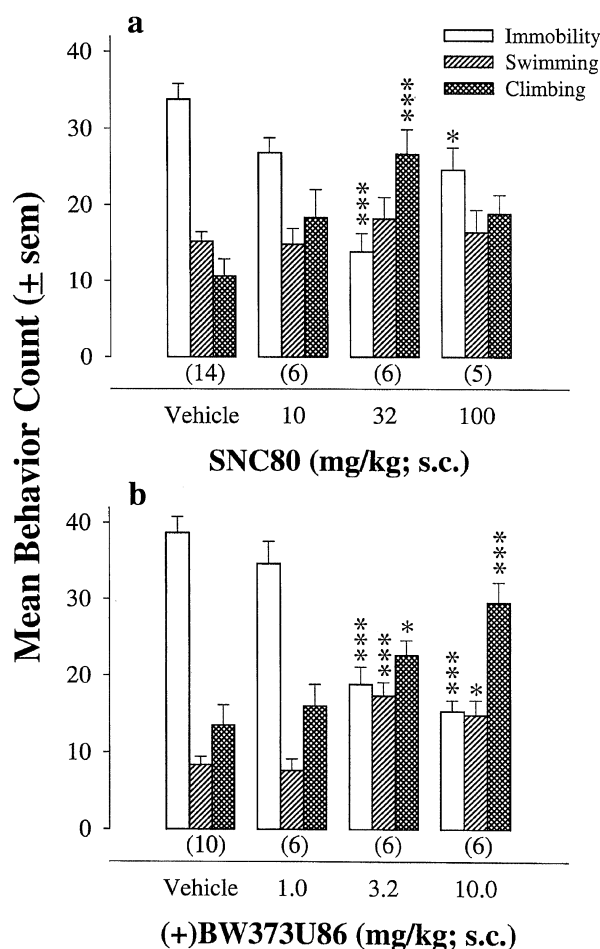 a
Immobility
Swimming
Climbing
40
30
20
10
0
***
***
*
(14) (6) (6) (5)
Vehicle 10 32 100
SNC80 (mg/kg; s.c.)
Mean Behavior Count (± sem)
b
40
30
20
10
0
*** *** *
*** * ***
(10) (6) (6) (6)
Vehicle 1.0 3.2 10.0
(+)BW373U86 (mg/kg; s.c.)